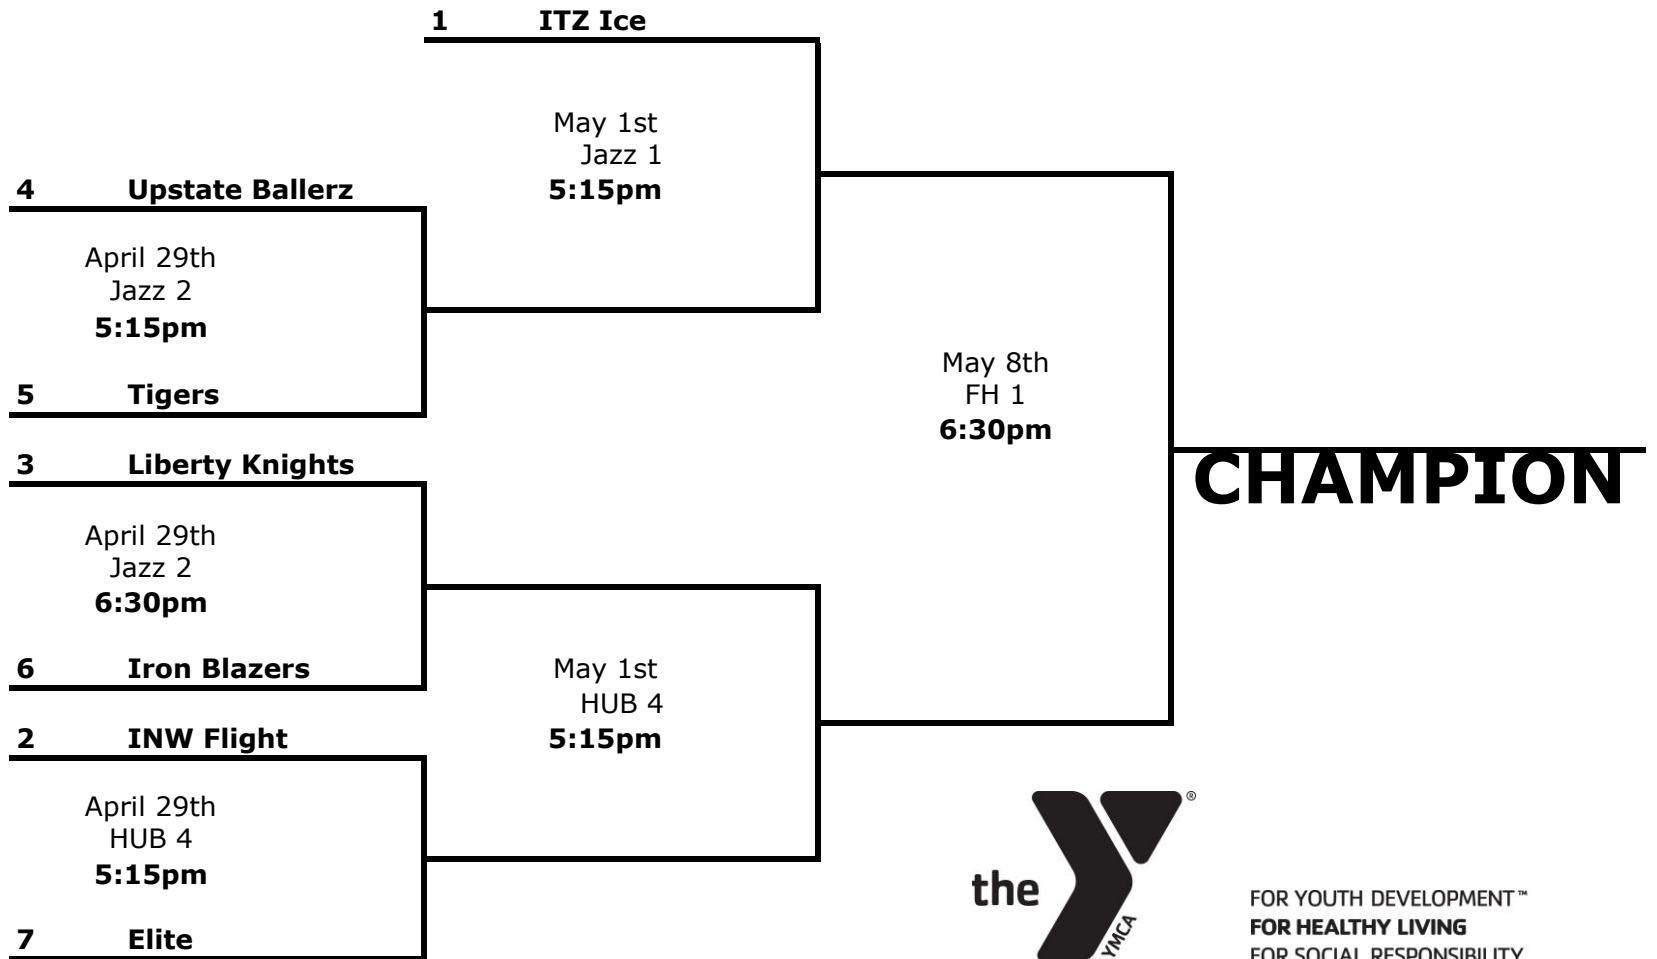 1 ITZ Ice
May 1st
Jazz 1
5:15pm
4 Upstate Ballerz
April 29th
Jazz 2
5:15pm
5 Tigers
May 8th
FH 1
6:30pm
CHAMPION
3 Liberty Knights
April 29th
Jazz 2
6:30pm
6 Iron Blazers
May 1st
HUB 4
5:15pm
2 INW Flight
April 29th
HUB 4
5:15pm
7 Elite
the
YMCA
®
FOR YOUTH DEVELOPMENT™
FOR HEALTHY LIVING
FOR SOCIAL RESPONSIBILITY